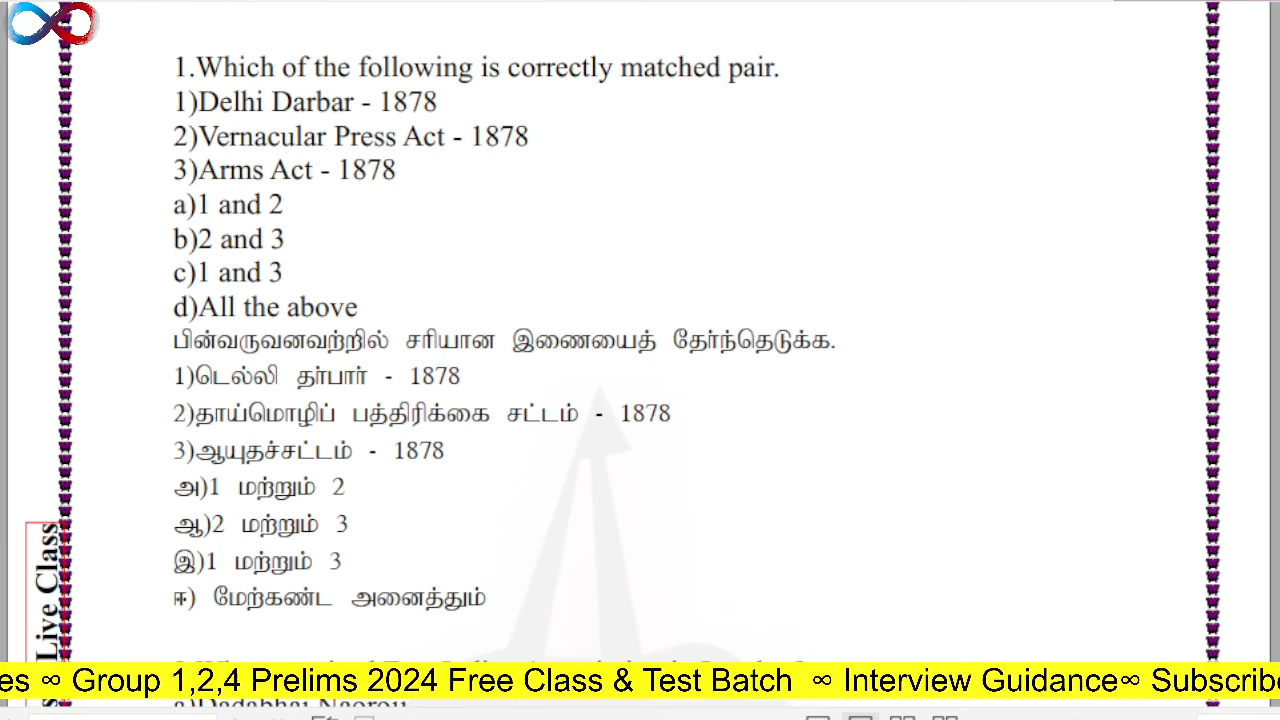 1.Which of the following is correctly matched pair.
1)Delhi Darbar - 1878
2)Vernacular Press Act - 1878
3)Arms Act - 1878
a)1 and 2
b)2 and 3
c)1 and 3
d)All the above
பின்வருவனவற்றில் சரியான இணையைத் தேர்ந்தெடுக்க.
1)டெல்லி தர்பார் - 1878
2)தாய்மொழிப் பத்திரிக்கை சட்டம் - 1878
3)ஆயுதச்சட்டம் - 1878
அ)1 மற்றும் 2
ஆ)2 மற்றும் 3
இ)1 மற்றும் 3
ஈ) மேற்கண்ட அனைத்தும்
Live Class
es ∞ Group 1,2,4 Prelims 2024 Free Class & Test Batch ∞ Interview Guidance∞ Subscribe
a)Dadabhai Naoroji